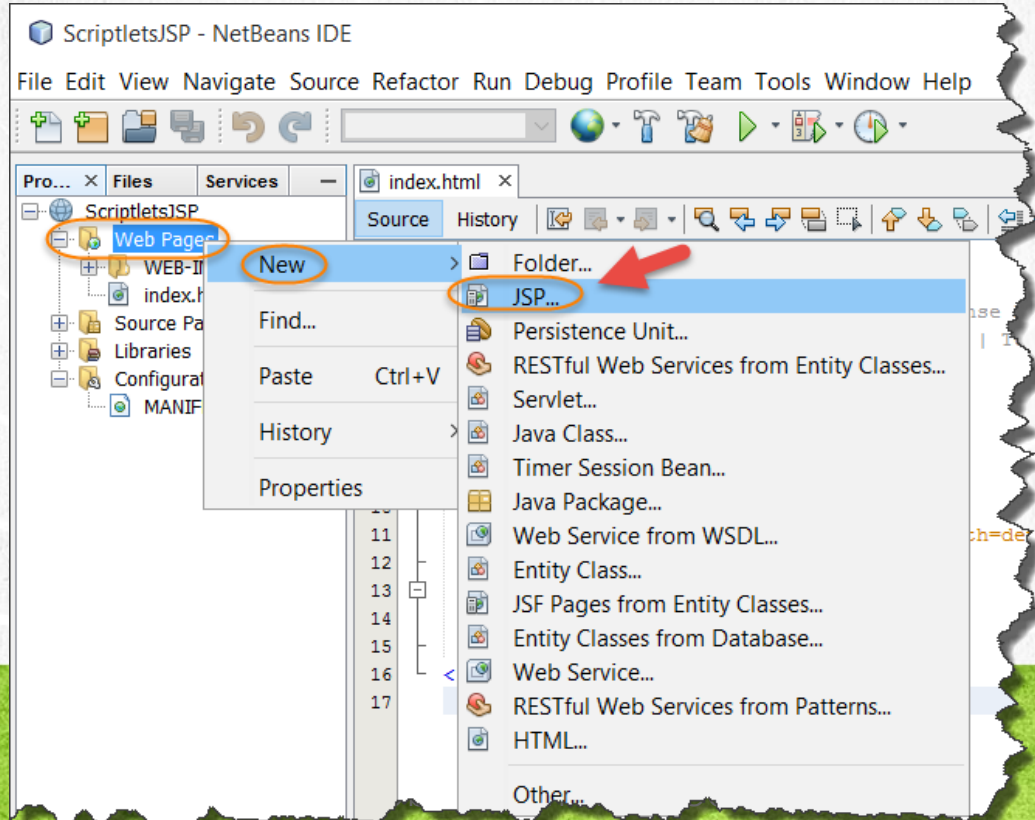 ScriptletsJSP - NetBeans IDE
File Edit View Navigate Source Refactor Run Debug Profile Team Tools Window Help
Pro... Files Services
index.html
ScriptletsJSP
Source History
Web Pages
WEB-I
index.h
Source Pa
Libraries
Configurat
MANIF
New
Find...
Paste Ctrl+V
History
Properties
Folder...
JSP...
Persistence Unit...
RESTful Web Services from Entity Classes...
Servlet...
Java Class...
Timer Session Bean...
Java Package...
Web Service from WSDL...
Entity Class...
JSF Pages from Entity Classes...
Entity Classes from Database...
Web Service...
RESTful Web Services from Patterns...
HTML...
Other...
11
12
13
14
15
16 <
17